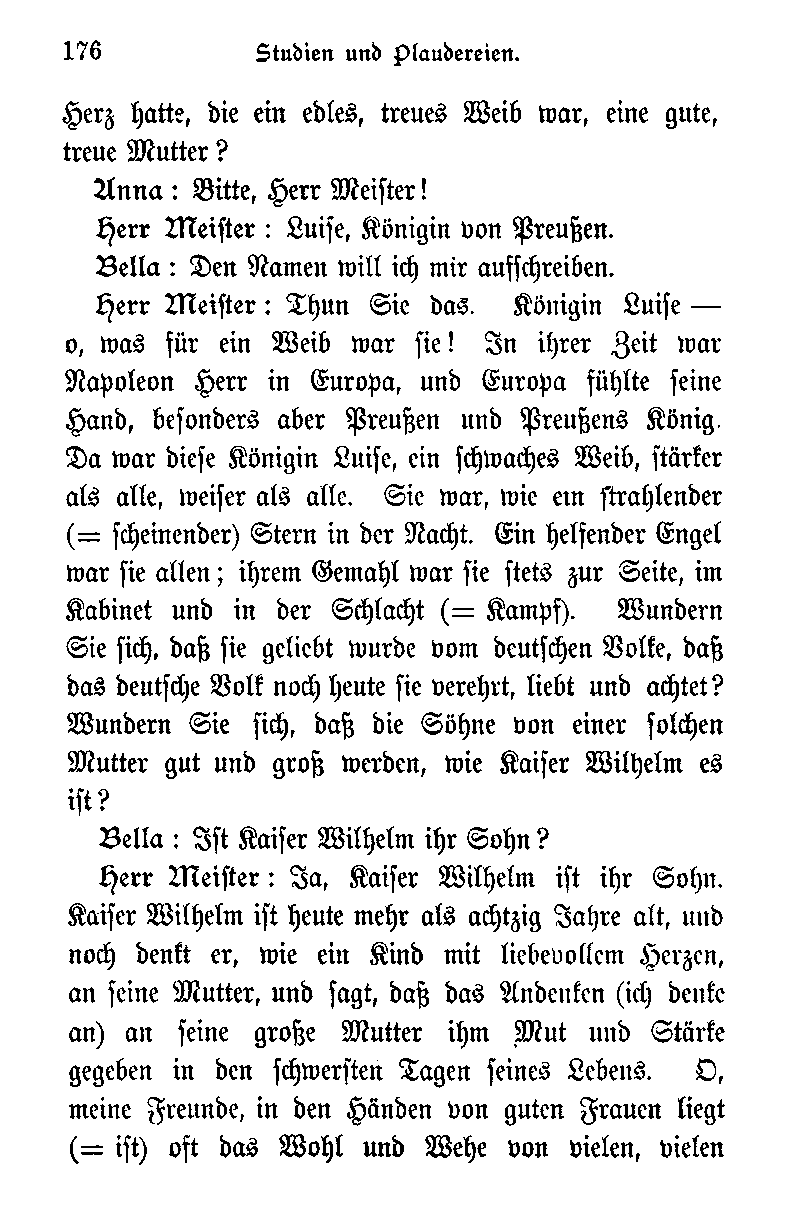 176 Studien und Plaudereien.
Herz hatte, die ein edles, treues Weib war, eine gute,
treue Mutter?
Anna: Bitte, Herr Meister!
Herr Meister: Luise, Königin von Preußen.
Bella: Den Namen will ich mir aufschreiben.
Herr Meister: Thun Sie das. Königin Luise —
o, was für ein Weib war sie! In ihrer Zeit war
Napoleon Herr in Europa, und Europa fühlte seine
Hand, besonders aber Preußen und Preußens König.
Da war diese Königin Luise, ein schwaches Weib, stärker
als alle, weiser als alle. Sie war, wie ein strahlender
(= scheinender) Stern in der Nacht. Ein helfender Engel
war sie allen; ihrem Gemahl war sie stets zur Seite, im
Kabinet und in der Schlacht (= Kampf). Wundern
Sie sich, daß sie geliebt wurde vom deutschen Volke, daß
das deutsche Volk noch heute sie verehrt, liebt und achtet?
Wundern Sie sich, daß die Söhne von einer solchen
Mutter gut und groß werden, wie Kaiser Wilhelm es
ist?
Bella: Ist Kaiser Wilhelm ihr Sohn?
Herr Meister: Ja, Kaiser Wilhelm ist ihr Sohn.
Kaiser Wilhelm ist heute mehr als achtzig Jahre alt, und
noch denkt er, wie ein Kind mit liebevollem Herzen,
an seine Mutter, und sagt, daß das Andenken (ich denke
an) an seine große Mutter ihm Mut und Stärke
gegeben in den schwersten Tagen seines Lebens. O,
meine Freunde, in den Händen von guten Frauen liegt
(= ist) oft das Wohl und Wehe von vielen, vielen